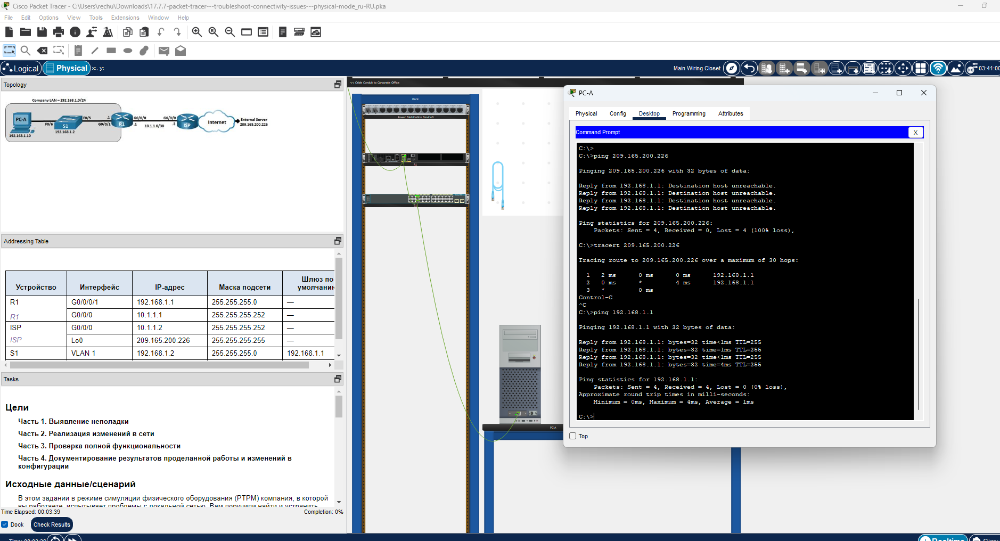 Cisco Packet Tracer - C:\Users\rechu\Downloads\17.7.7-packet-tracer---troubleshoot-connectivity-issues---physical-mode_ru-RU.pka
File Edit Options View Tools Extensions Window Help
Logical Physical x:, y: Main Wiring Closet 03:41:00
Topology
Company LAN – 192.168.1.0/24
PC-A
192.168.1.10
F0/6
S1
192.168.1.2
F0/5
.1
G0/0/1
R1
G0/0/0
.1
10.1.1.0/30
G0/0/0
.2
ISP
Internet
External Server
209.165.200.226
Addressing Table
Устройство Интерфейс IP-адрес Маска подсети Шлюз по
R1 G0/0/0/1 192.168.1.1 255.255.255.0 —
R1 G0/0/0 10.1.1.1 255.255.255.252 —
ISP G0/0/0 10.1.1.2 255.255.255.252 —
ISP Lo0 209.165.200.226 255.255.255.255 —
S1 VLAN 1 192.168.1.2 255.255.255.0 192.168.1.1
Tasks
Цели
Часть 1. Выявление неполадки
Часть 2. Реализация изменений в сети
Часть 3. Проверка полной функциональности
Часть 4. Документирование результатов проделанной работы и изменений в
конфигурации
Исходные данные/сценарий
В этом задании в режиме симуляции физического оборудования (PTPM) компания, в которой
Time Elapsed: 00:03:39 Completion: 0%
Dock Check Results
<< Cable Conduit to Corporate Office
Rack
Power Distribution Device0
R1
S1
PC-A
PC-A
Physical Config Desktop Programming Attributes
Command Prompt X
C:\>
C:\>ping 209.165.200.226
Pinging 209.165.200.226 with 32 bytes of data:
Reply from 192.168.1.1: Destination host unreachable.
Reply from 192.168.1.1: Destination host unreachable.
Reply from 192.168.1.1: Destination host unreachable.
Reply from 192.168.1.1: Destination host unreachable.
Ping statistics for 209.165.200.226:
Packets: Sent = 4, Received = 0, Lost = 4 (100% loss),
C:\>tracert 209.165.200.226
Tracing route to 209.165.200.226 over a maximum of 30 hops:
1 2 ms 0 ms 0 ms 192.168.1.1
2 0 ms * 4 ms 192.168.1.1
3 * 0 ms
Control-C
^C
C:\>ping 192.168.1.1
Pinging 192.168.1.1 with 32 bytes of data:
Reply from 192.168.1.1: bytes=32 time<1ms TTL=255
Reply from 192.168.1.1: bytes=32 time=1ms TTL=255
Reply from 192.168.1.1: bytes=32 time<1ms TTL=255
Reply from 192.168.1.1: bytes=32 time=4ms TTL=255
Ping statistics for 192.168.1.1:
Packets: Sent = 4, Received = 4, Lost = 0 (0% loss),
Approximate round trip times in milli-seconds:
Minimum = 0ms, Maximum = 4ms, Average = 1ms
C:\>
Top
Realtime